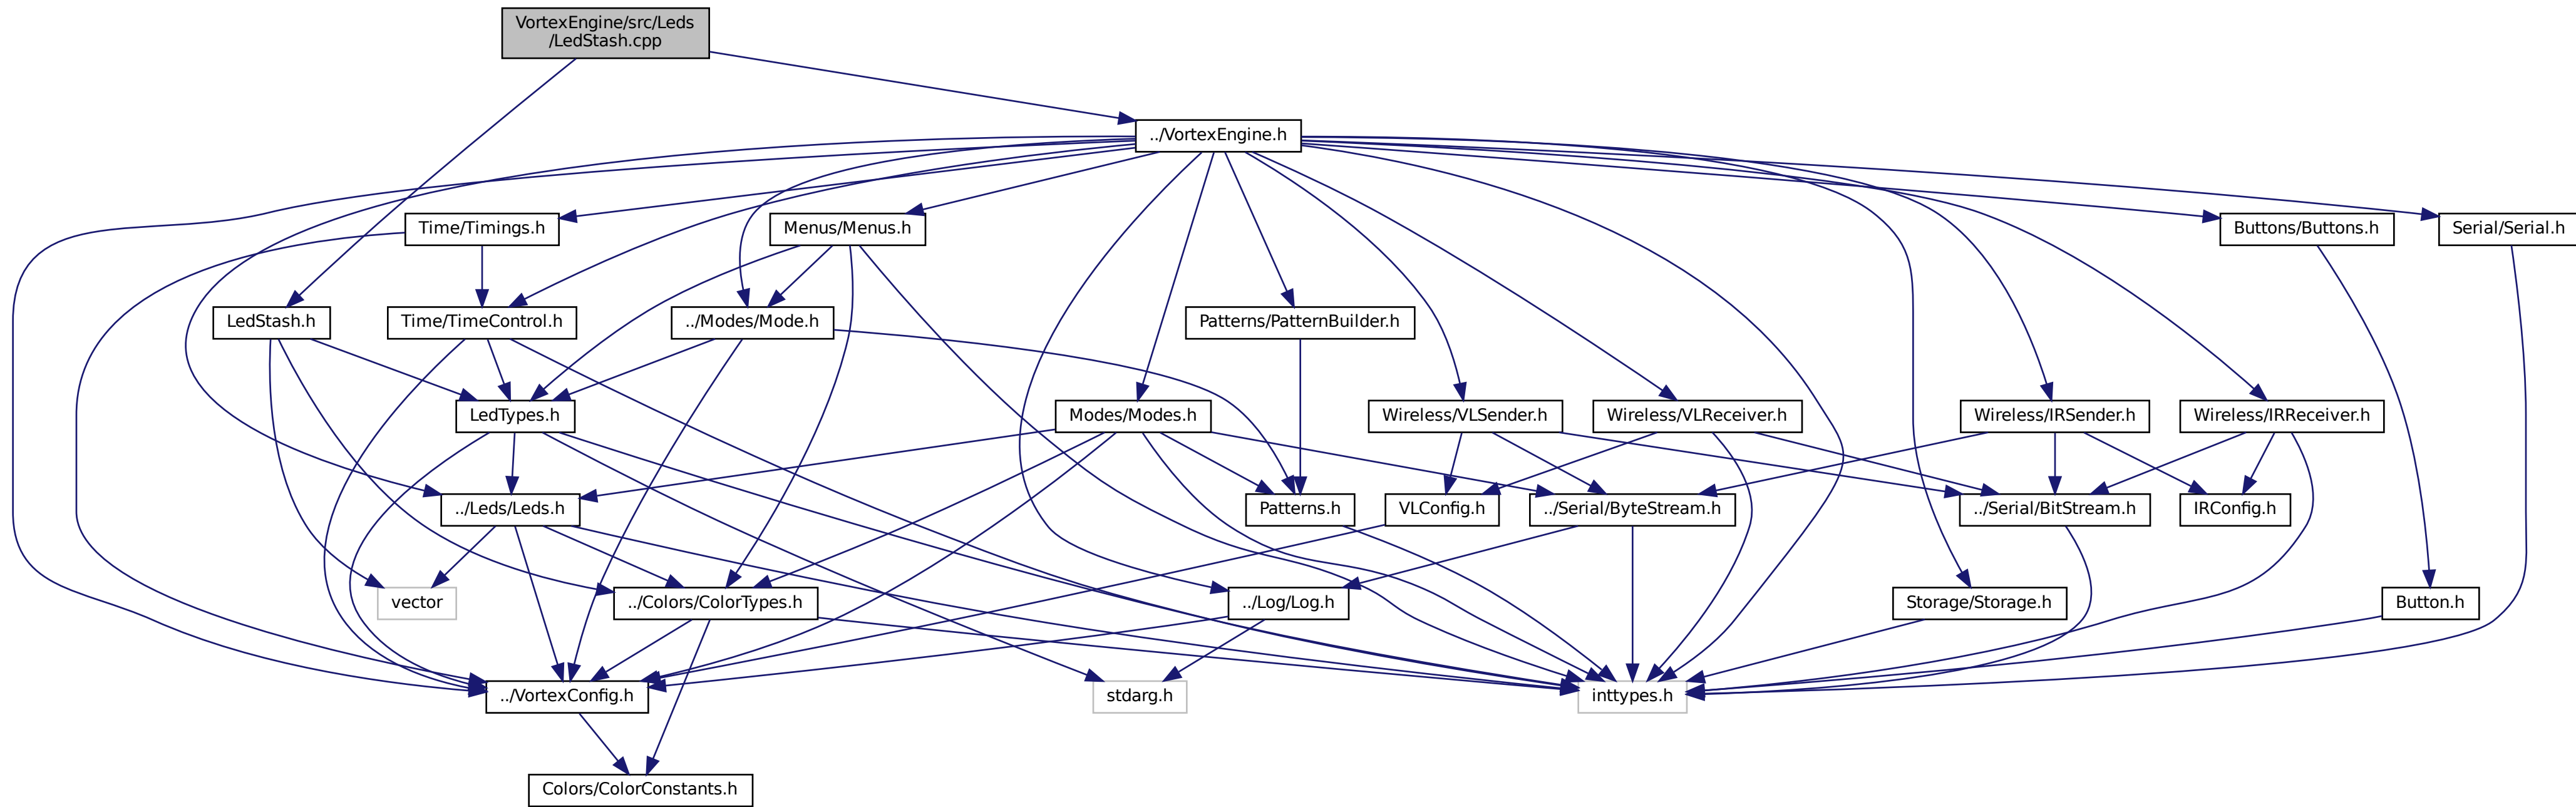 VortexEngine/src/Leds
/LedStash.cpp
../VortexEngine.h
Time/Timings.h
Menus/Menus.h
Buttons/Buttons.h
Serial/Serial.h
LedStash.h
Time/TimeControl.h
../Modes/Mode.h
Patterns/PatternBuilder.h
LedTypes.h
Modes/Modes.h
Wireless/VLSender.h
Wireless/VLReceiver.h
Wireless/IRSender.h
Wireless/IRReceiver.h
../Leds/Leds.h
Patterns.h
VLConfig.h
../Serial/ByteStream.h
../Serial/BitStream.h
IRConfig.h
vector
../Colors/ColorTypes.h
../Log/Log.h
Storage/Storage.h
Button.h
../VortexConfig.h
stdarg.h
inttypes.h
Colors/ColorConstants.h